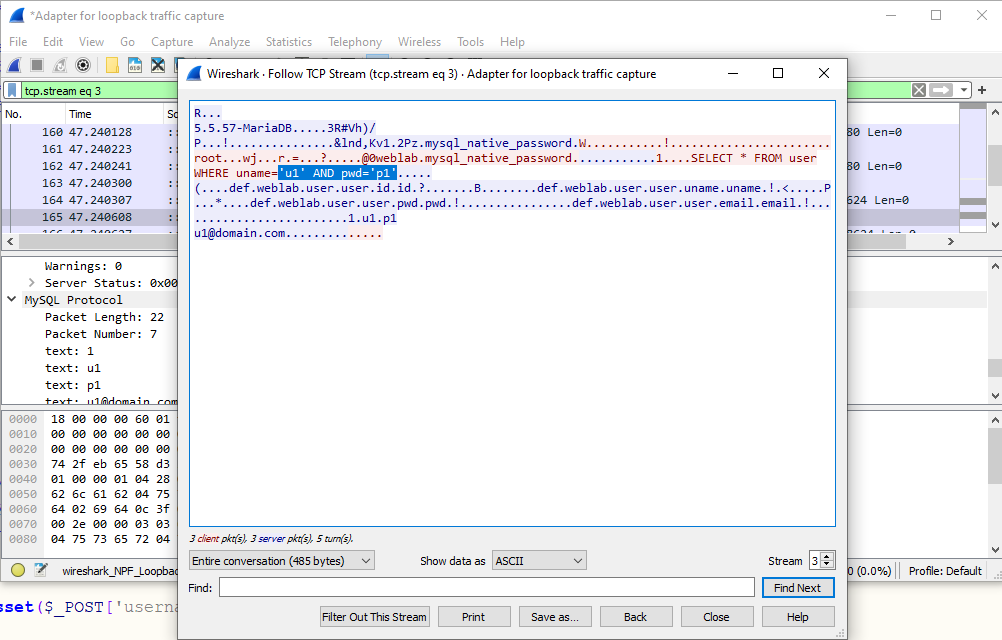 *Adapter for loopback traffic capture
File Edit View Go Capture Analyze Statistics Telephony Wireless Tools Help
Wireshark · Follow TCP Stream (tcp.stream eq 3) · Adapter for loopback traffic capture
tcp.stream eq 3
No. Time
160 47.240128
161 47.240223
162 47.240241
163 47.240300
164 47.240307
165 47.240608
80 Len=0
80 Len=0
624 Len=0
R...
5.5.57-MariaDB.....3R#Vh)/
P...!...............&lnd,Kv1.2Pz.mysql_native_password.W...........!.......................
root...wj...r.=...?.....@0weblab.mysql_native_password............1....SELECT * FROM user
WHERE uname='u1' AND pwd='p1'.....
(....def.weblab.user.user.id.id.?.......B........def.weblab.user.user.uname.uname.!.<.....P
...*....def.weblab.user.user.pwd.pwd.!................def.weblab.user.user.email.email.!...
......................1.u1.p1
u1@domain.com..............
Warnings: 0
Server Status: 0x00
MySQL Protocol
Packet Length: 22
Packet Number: 7
text: 1
text: u1
text: p1
text: u1@domain.com
0000 18 00 00 00 60 01
0010 00 00 00 00 00 00
0020 00 00 00 00 00 00
0030 74 2f eb 65 58 d3
0040 01 00 00 01 04 28
0050 62 6c 61 62 04 75
0060 64 02 69 64 0c 3f
0070 00 2e 00 00 03 03
0080 04 75 73 65 72 04
3 client pkt(s), 3 server pkt(s), 5 turn(s).
Entire conversation (485 bytes) Show data as ASCII Stream 3
Find: Find Next
Filter Out This Stream Print Save as... Back Close Help
wireshark_NPF_Loopba
0 (0.0%) Profile: Default
sset($_POST['userna